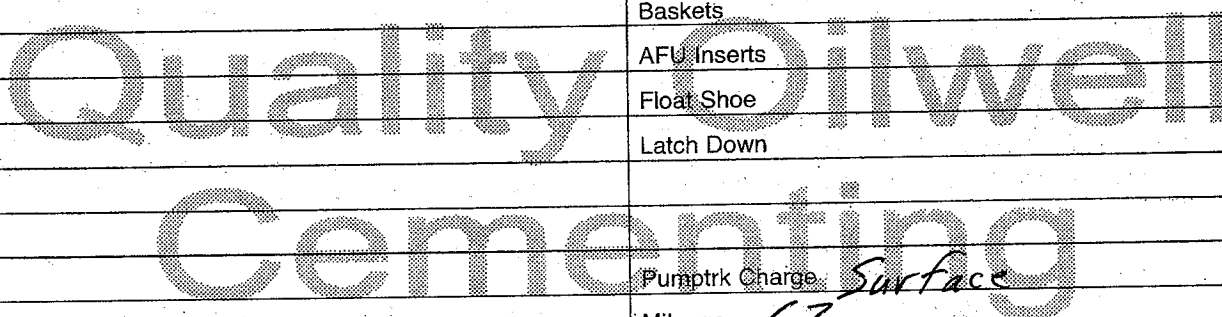 Baskets
AFU Inserts
Float Shoe
Latch Down
Quality Oilwell
Cementing
Pumptrk Charge Surface